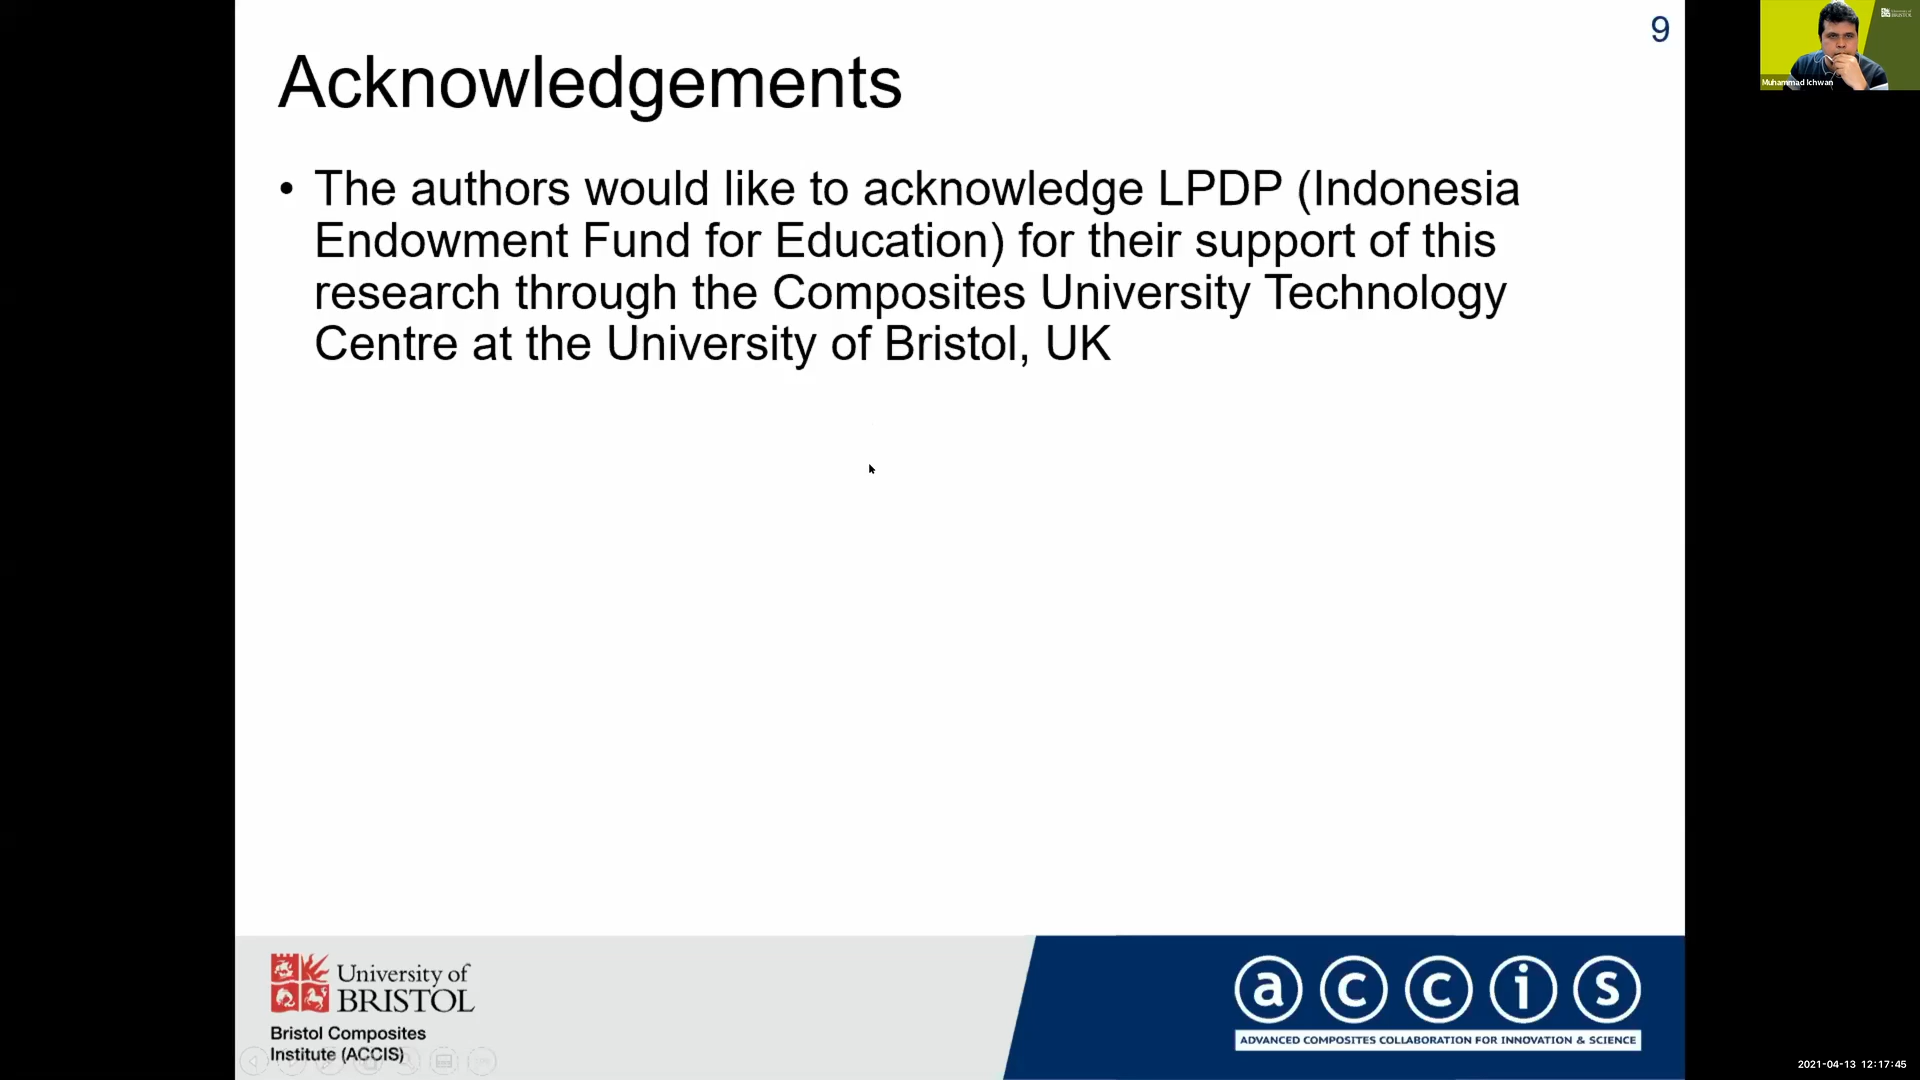 9
Acknowledgements
• The authors would like to acknowledge LPDP (Indonesia
Endowment Fund for Education) for their support of this
research through the Composites University Technology
Centre at the University of Bristol, UK
Muhammad Ichwan
University of
BRISTOL
Bristol Composites
Institute (ACCIS)
accis
ADVANCED COMPOSITES COLLABORATION FOR INNOVATION & SCIENCE
2021-04-13 12:17:45